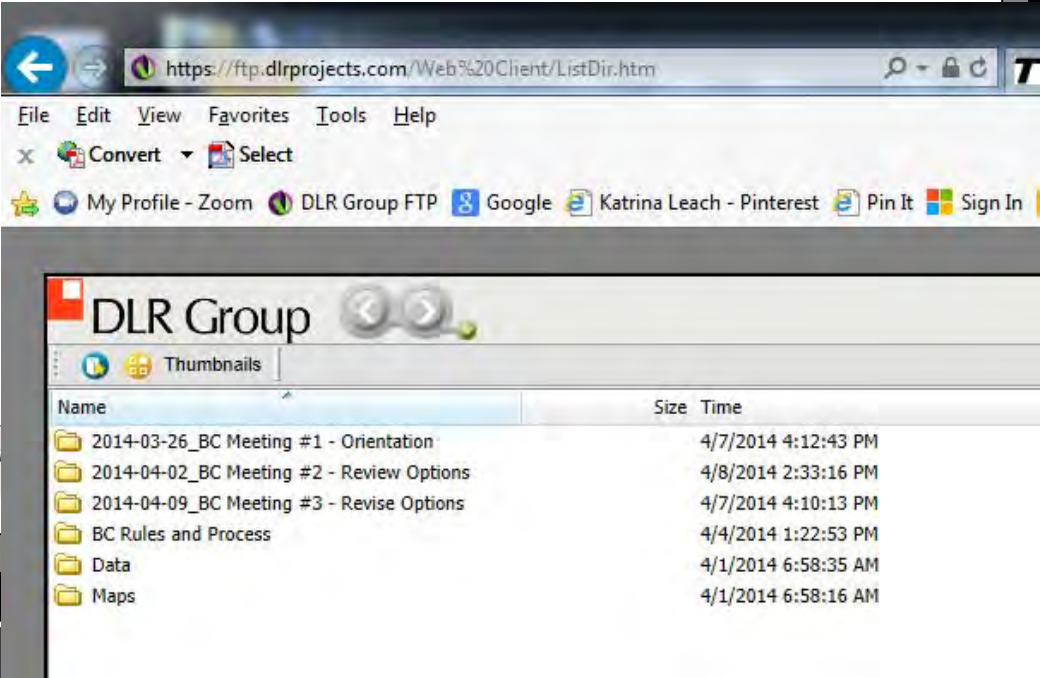 https://ftp.dlrprojects.com/Web%20Client/ListDir.htm
File Edit View Favorites Tools Help
x Convert Select
My Profile - Zoom DLR Group FTP 8 Google Katrina Leach - Pinterest Pin It Sign In
DLR Group
Thumbnails
Name Size Time
2014-03-26_BC Meeting #1 - Orientation 4/7/2014 4:12:43 PM
2014-04-02_BC Meeting #2 - Review Options 4/8/2014 2:33:16 PM
2014-04-09_BC Meeting #3 - Revise Options 4/7/2014 4:10:13 PM
BC Rules and Process 4/4/2014 1:22:53 PM
Data 4/1/2014 6:58:35 AM
Maps 4/1/2014 6:58:16 AM